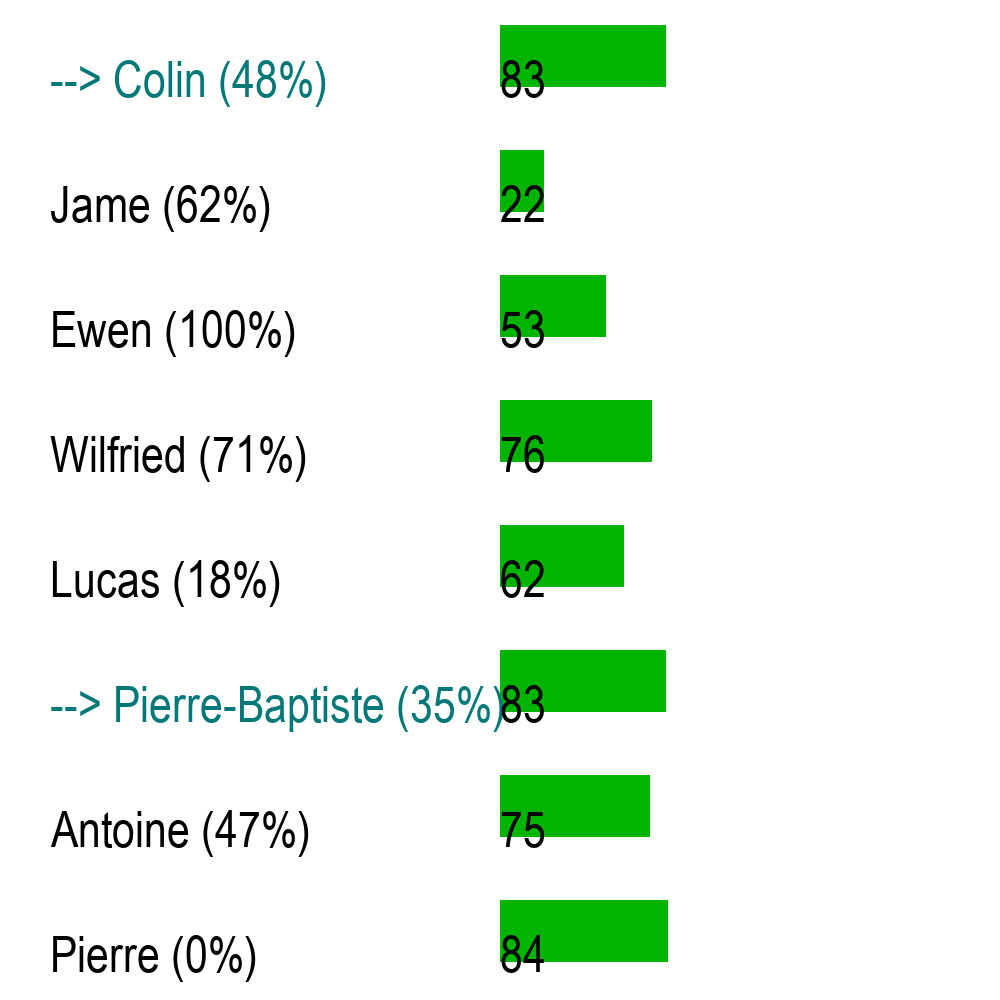 --> Colin (48%) 83
Jame (62%) 22
Ewen (100%) 53
Wilfried (71%) 76
Lucas (18%) 62
--> Pierre-Baptiste (35%) 83
Antoine (47%) 75
Pierre (0%) 84